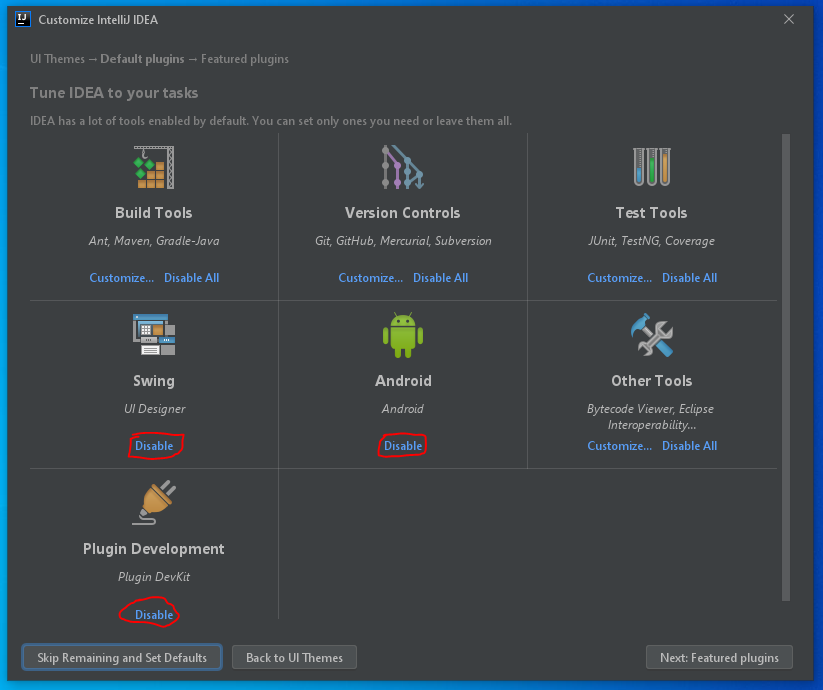 IJ
Customize IntelliJ IDEA
UI Themes → Default plugins → Featured plugins
Tune IDEA to your tasks
IDEA has a lot of tools enabled by default. You can set only ones you need or leave them all.
Build Tools
Ant, Maven, Gradle-Java
Customize... Disable All
Version Controls
Git, GitHub, Mercurial, Subversion
Customize... Disable All
Test Tools
JUnit, TestNG, Coverage
Customize... Disable All
Swing
UI Designer
Disable
Android
Android
Disable
Other Tools
Bytecode Viewer, Eclipse
Interoperability...
Customize... Disable All
Plugin Development
Plugin DevKit
Disable
Skip Remaining and Set Defaults
Back to UI Themes
Next: Featured plugins